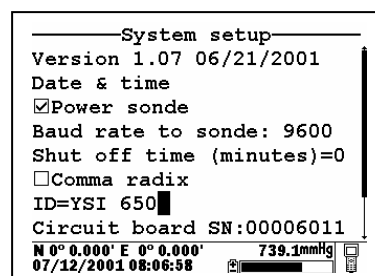 System setup
Version 1.07 06/21/2001
Date & time
Power sonde
Baud rate to sonde: 9600
Shut off time (minutes)=0
Comma radix
ID=YSI 650
Circuit board SN:00006011
N 0° 0.000' E 0° 0.000' 739.1mmHg
07/12/2001 08:06:58